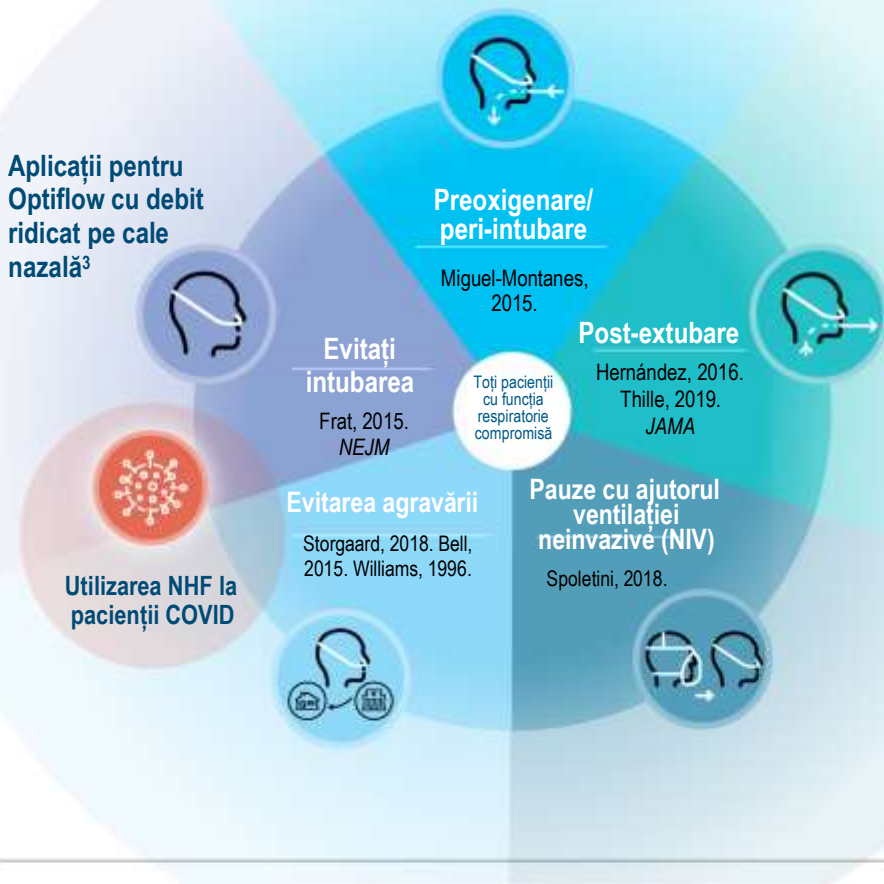 Aplicații pentru
Optiflow cu debit
ridicat pe cale
nazală³
Preoxigenare/
peri-intubare
Miguel-Montanes,
2015.
Post-extubare
Hernández, 2016.
Thille, 2019.
JAMA
Evitați
intubarea
Frat, 2015.
NEJM
Toți pacienții
cu funcția
respiratorie
compromisă
Evitarea agravării
Storgaard, 2018. Bell,
2015. Williams, 1996.
Pauze cu ajutorul
ventilației
neinvazive (NIV)
Spoletini, 2018.
Utilizarea NHF la
pacienții COVID